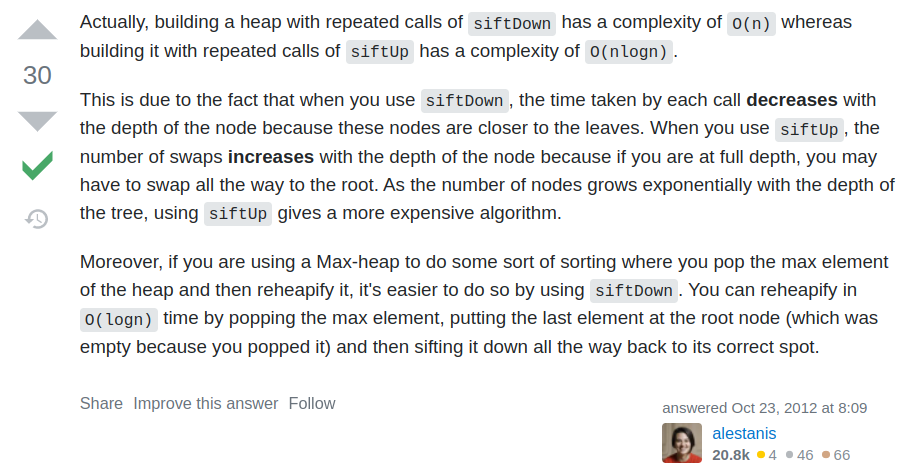 Actually, building a heap with repeated calls of siftDown has a complexity of O(n) whereas
building it with repeated calls of siftUp has a complexity of O(nlogn).
30
This is due to the fact that when you use siftDown, the time taken by each call decreases with
the depth of the node because these nodes are closer to the leaves. When you use siftUp, the
number of swaps increases with the depth of the node because if you are at full depth, you may
have to swap all the way to the root. As the number of nodes grows exponentially with the depth of
the tree, using siftUp gives a more expensive algorithm.
Moreover, if you are using a Max-heap to do some sort of sorting where you pop the max element
of the heap and then reheapify it, it's easier to do so by using siftDown. You can reheapify in
O(logn) time by popping the max element, putting the last element at the root node (which was
empty because you popped it) and then sifting it down all the way back to its correct spot.
Share Improve this answer Follow
answered Oct 23, 2012 at 8:09
alestanis
20.8k 4 46 66